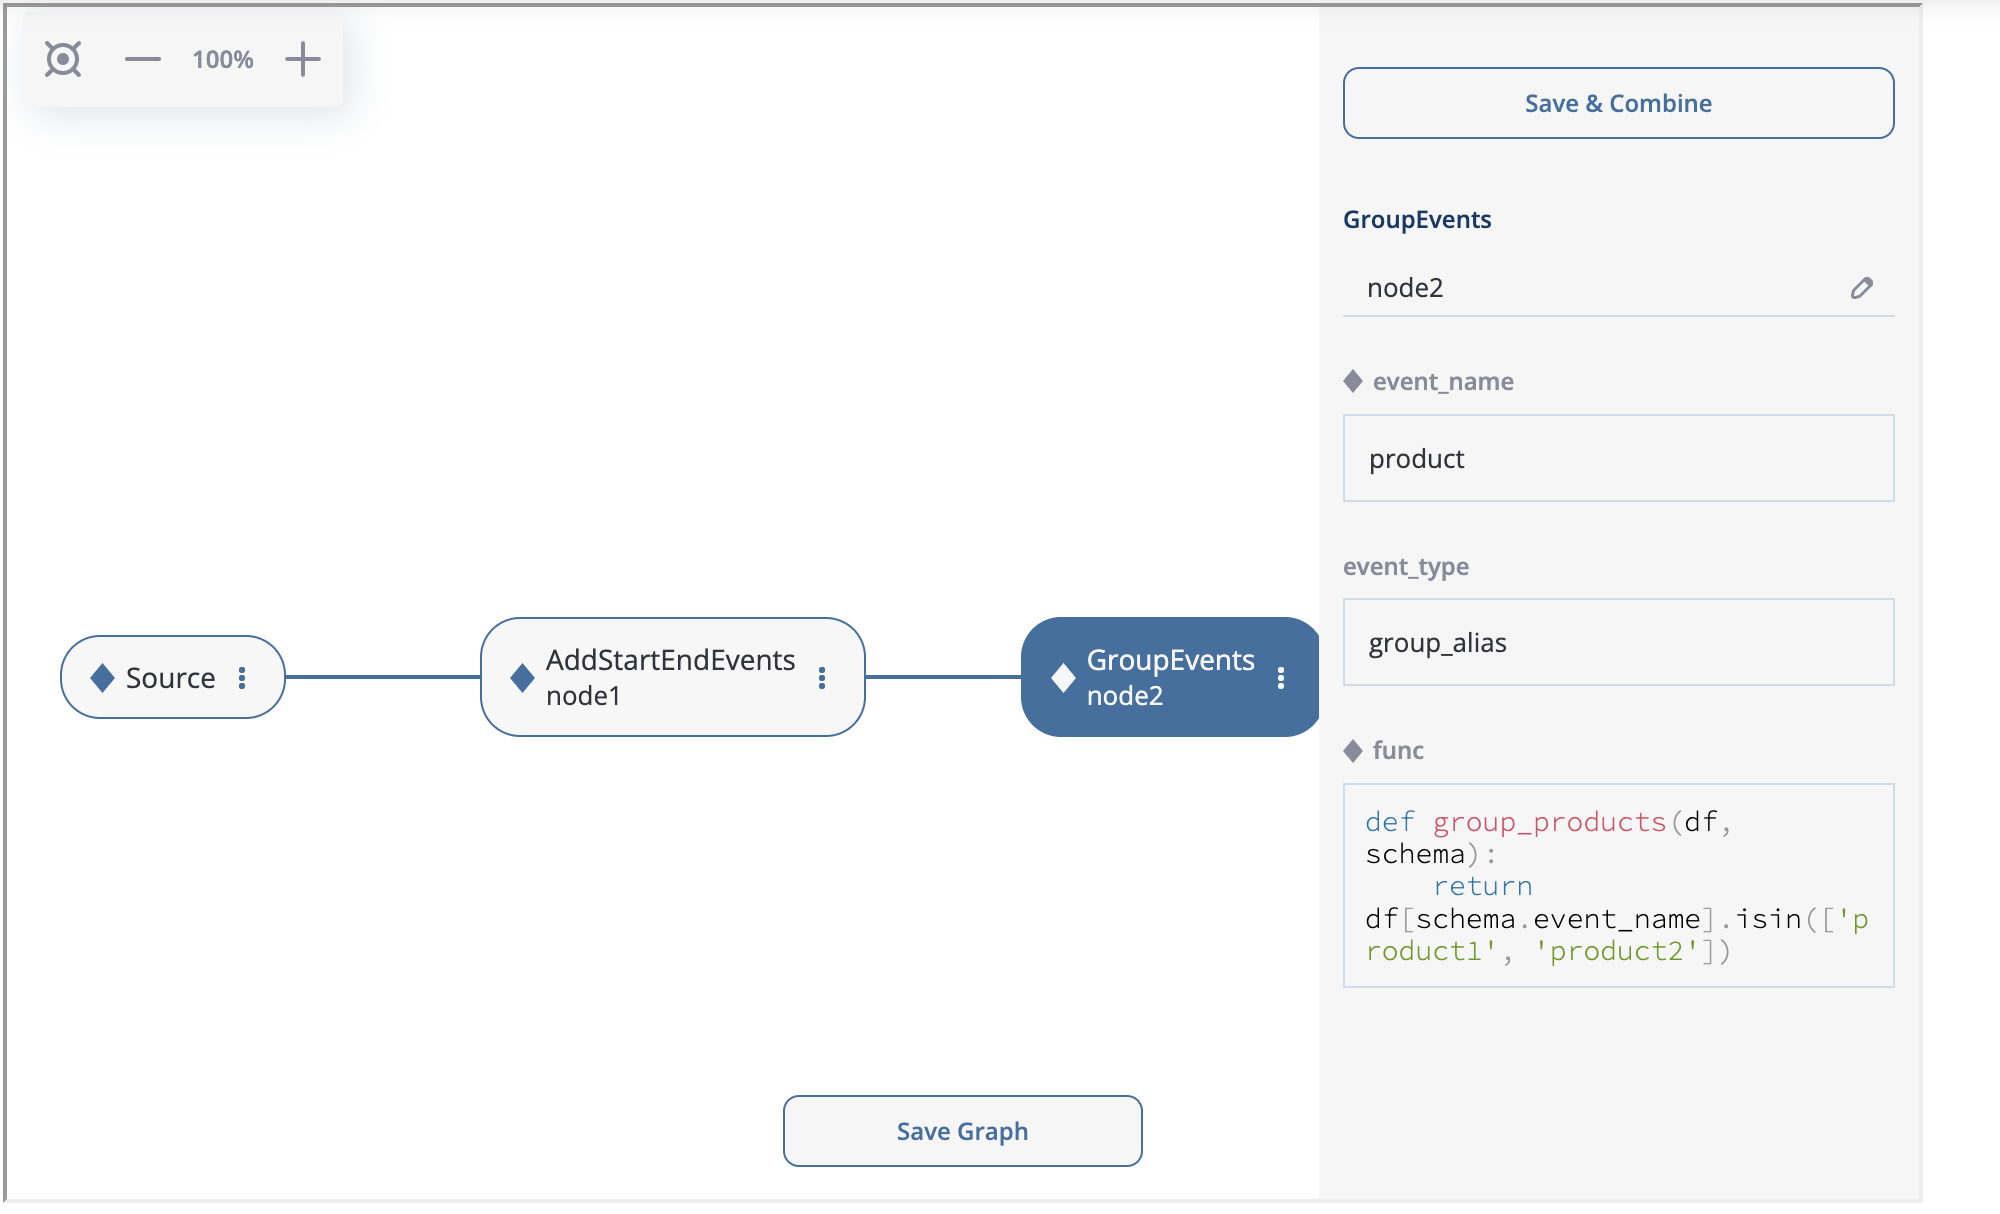 100%
Save & Combine
GroupEvents
node2
event_name
product
event_type
group_alias
func
def group_products(df,
schema):
    return
df[schema.event_name].isin(['p
roduct1', 'product2'])
Source
AddStartEndEvents
node1
GroupEvents
node2
Save Graph